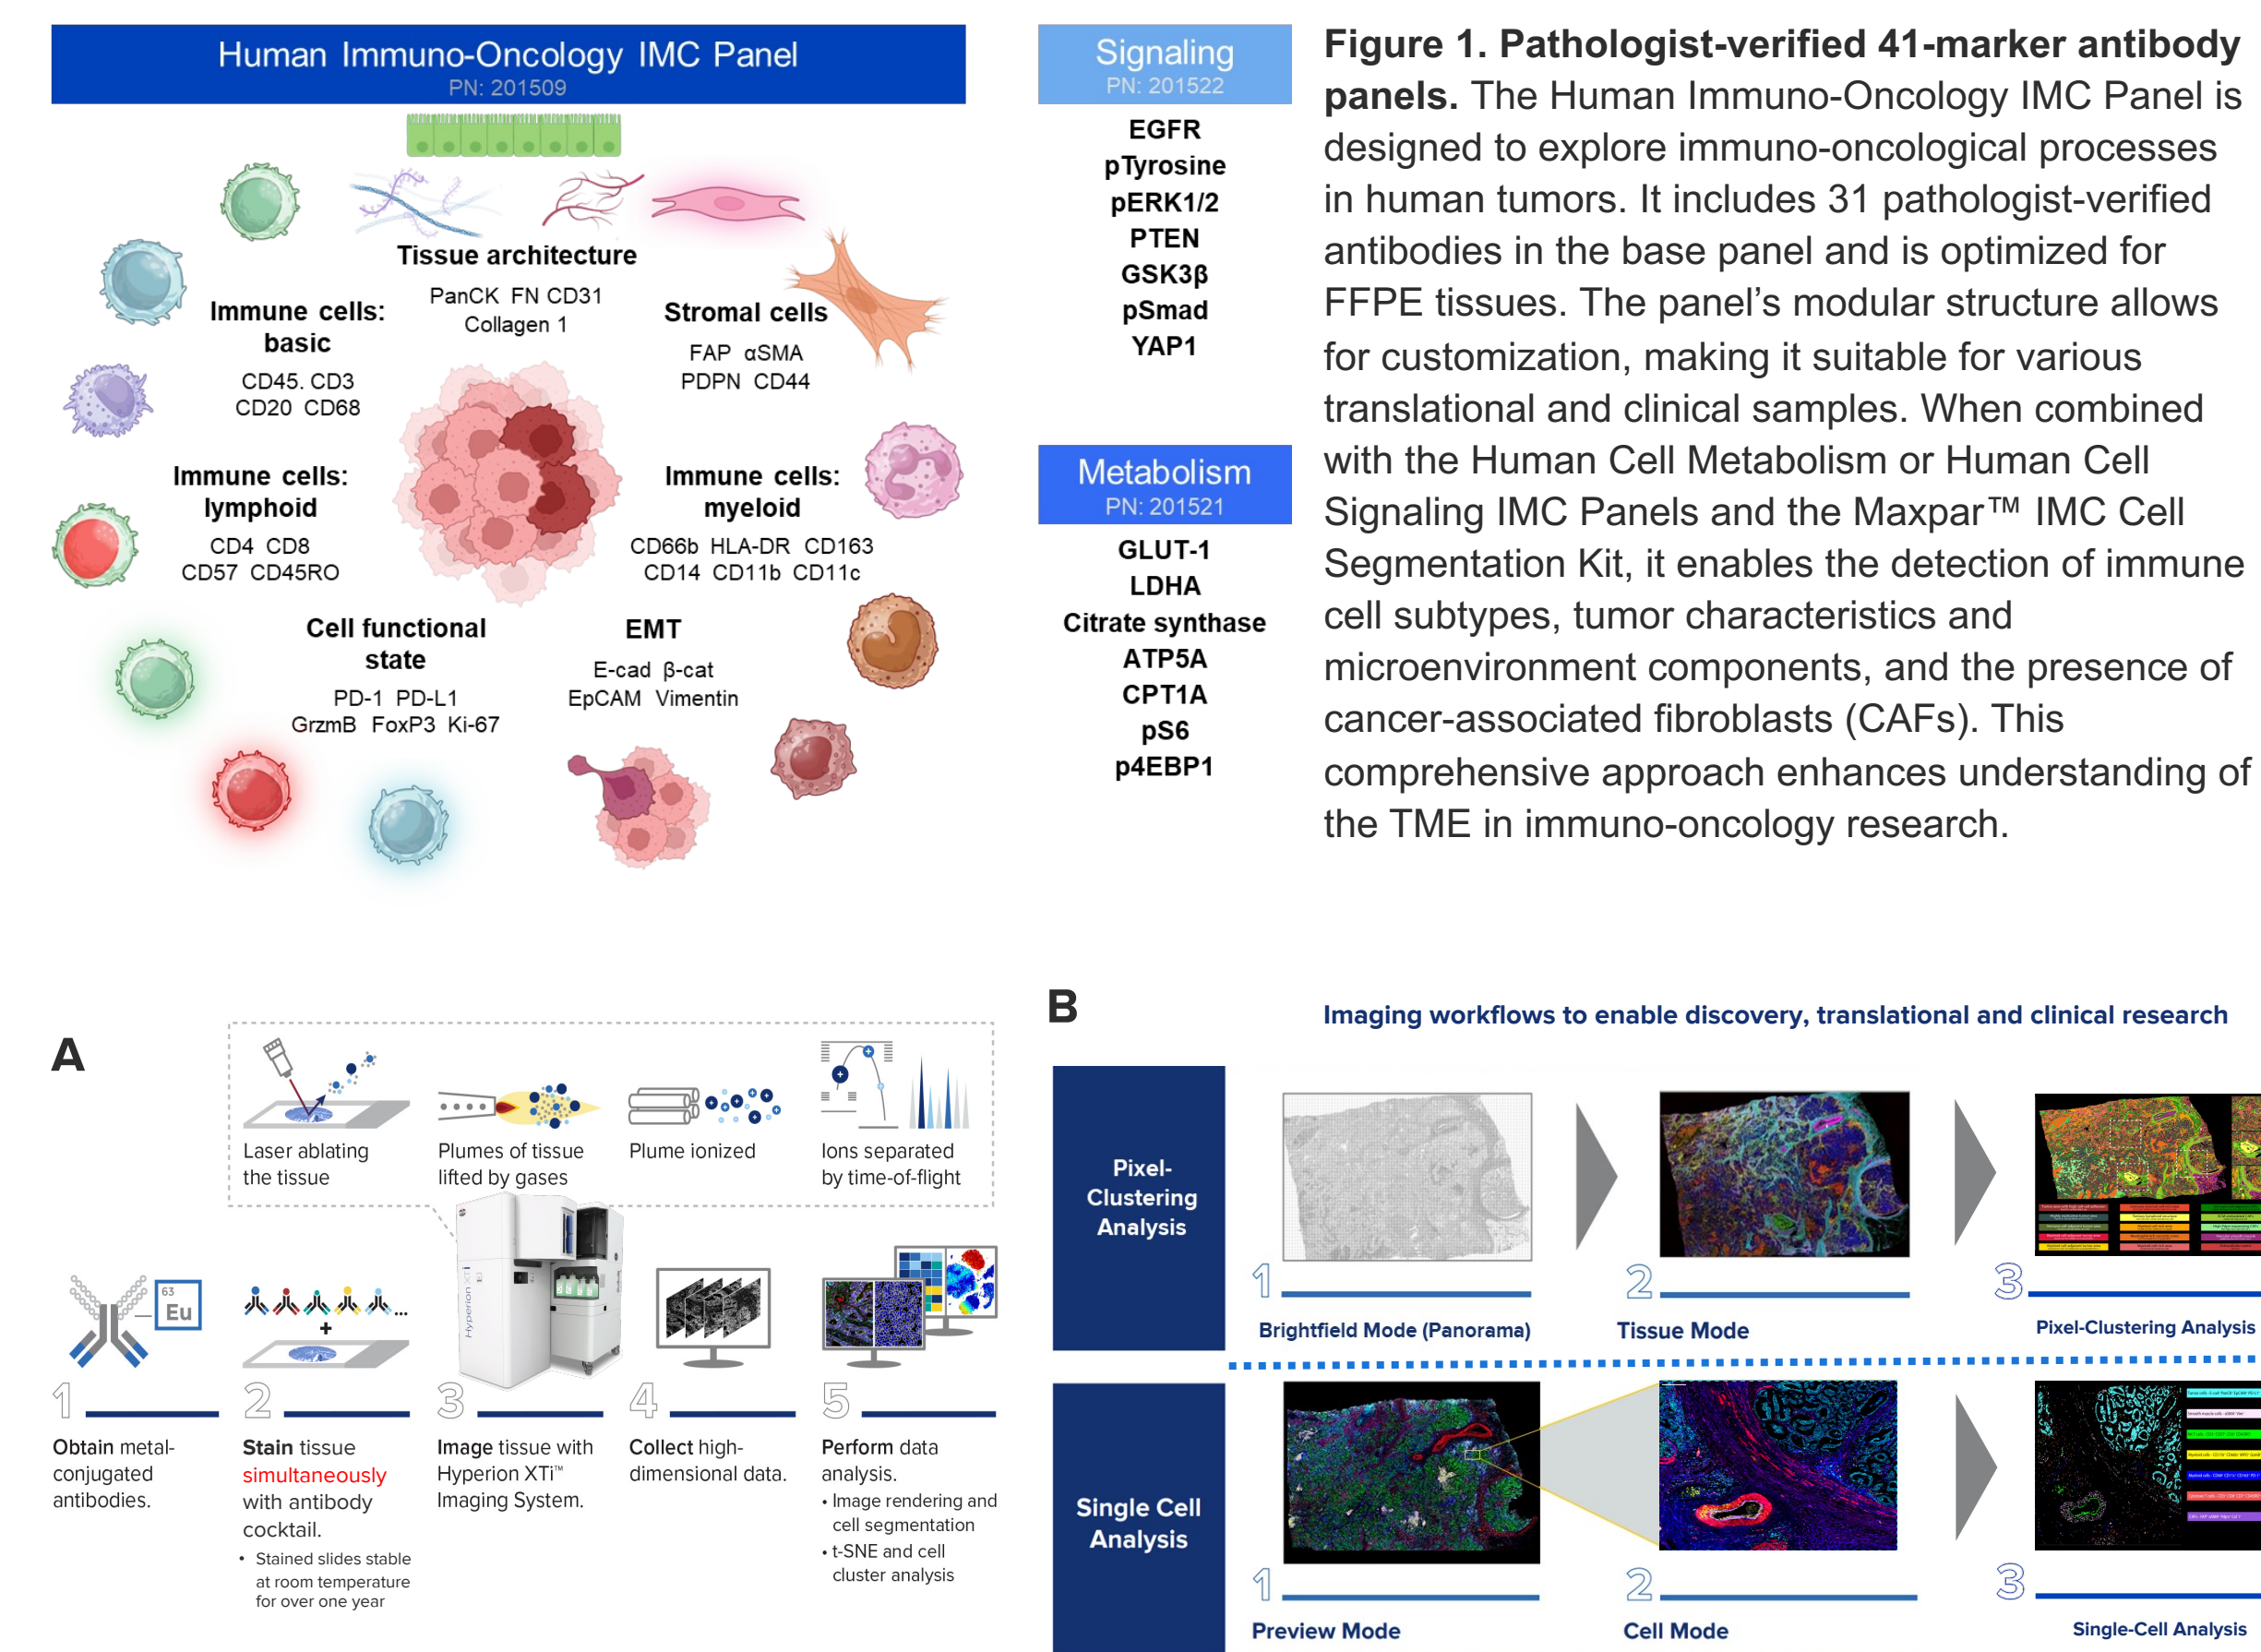 Human Immuno-Oncology IMC Panel
PN: 201509
Tissue architecture
PanCK FN CD31
Collagen 1
Immune cells:
basic
CD45. CD3
CD20 CD68
Stromal cells
FAP αSMA
PDPN CD44
Immune cells:
lymphoid
CD4 CD8
CD57 CD45RO
Immune cells:
myeloid
CD66b HLA-DR CD163
CD14 CD11b CD11c
Cell functional
state
PD-1 PD-L1
GrzmB FoxP3 Ki-67
EMT
E-cad β-cat
EpCAM Vimentin
Signaling
PN: 201522
EGFR
pTyrosine
pERK1/2
PTEN
GSK3β
pSmad
YAP1
Metabolism
PN: 201521
GLUT-1
LDHA
Citrate synthase
ATP5A
CPT1A
pS6
p4EBP1
Figure 1. Pathologist-verified 41-marker antibody
panels. The Human Immuno-Oncology IMC Panel is
designed to explore immuno-oncological processes
in human tumors. It includes 31 pathologist-verified
antibodies in the base panel and is optimized for
FFPE tissues. The panel’s modular structure allows
for customization, making it suitable for various
translational and clinical samples. When combined
with the Human Cell Metabolism or Human Cell
Signaling IMC Panels and the Maxpar™ IMC Cell
Segmentation Kit, it enables the detection of immune
cell subtypes, tumor characteristics and
microenvironment components, and the presence of
cancer-associated fibroblasts (CAFs). This
comprehensive approach enhances understanding of
the TME in immuno-oncology research.
A
Laser ablating
the tissue
Plumes of tissue
lifted by gases
Plume ionized
Ions separated
by time-of-flight
63
Eu
+
...
Hyperion XTi
1
Obtain metal-
conjugated
antibodies.
2
Stain tissue
simultaneously
with antibody
cocktail.
• Stained slides stable
at room temperature
for over one year
3
Image tissue with
Hyperion XTi™
Imaging System.
4
Collect high-
dimensional data.
5
Perform data
analysis.
• Image rendering and
cell segmentation
• t-SNE and cell
cluster analysis
B
Imaging workflows to enable discovery, translational and clinical research
Pixel-
Clustering
Analysis
1
Brightfield Mode (Panorama)
2
Tissue Mode
3
Pixel-Clustering Analysis
Single Cell
Analysis
1
Preview Mode
2
Cell Mode
3
Single-Cell Analysis